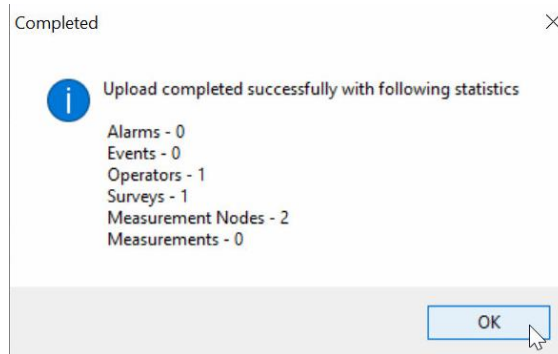 Completed
Upload completed successfully with following statistics
Alarms - 0
Events - 0
Operators - 1
Surveys - 1
Measurement Nodes - 2
Measurements - 0
OK